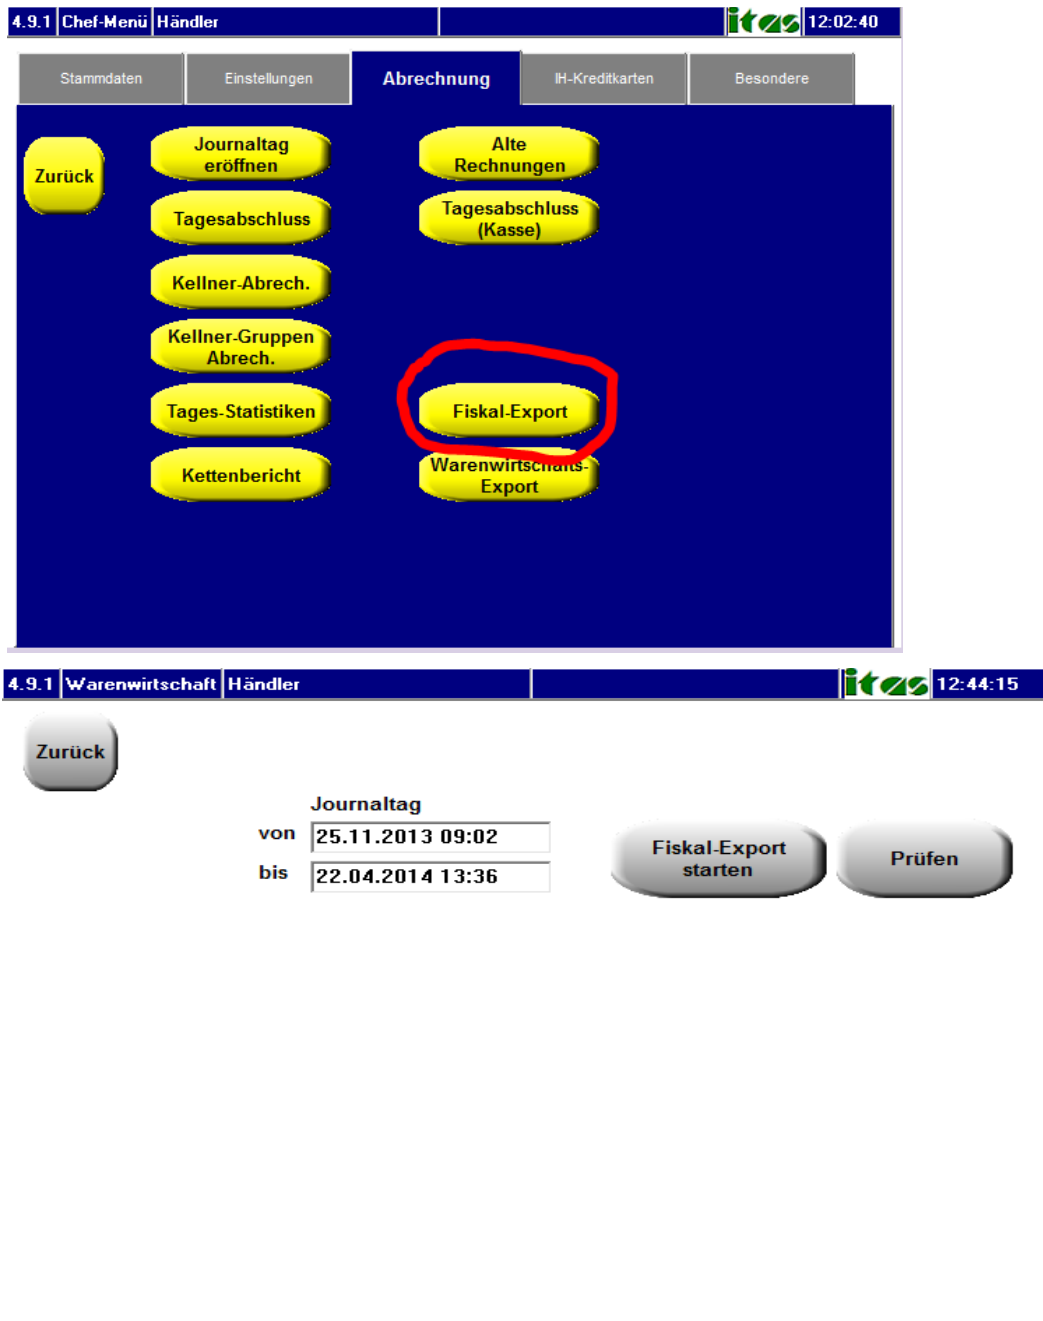 4.9.1 Chef-Menü Händler itas 12:02:40
Stammdaten Einstellungen Abrechnung IH-Kreditkarten Besondere
Zurück
Journaltag
eröffnen
Alte
Rechnungen
Tagesabschluss
Tagesabschluss
(Kasse)
Kellner-Abrech.
Kellner-Gruppen
Abrech.
Tages-Statistiken
Fiskal-Export
Kettenbericht
Warenwirtschafts-
Export
4.9.1 Warenwirtschaft Händler itas 12:44:15
Zurück
Journaltag
von 25.11.2013 09:02
bis 22.04.2014 13:36
Fiskal-Export
starten
Prüfen